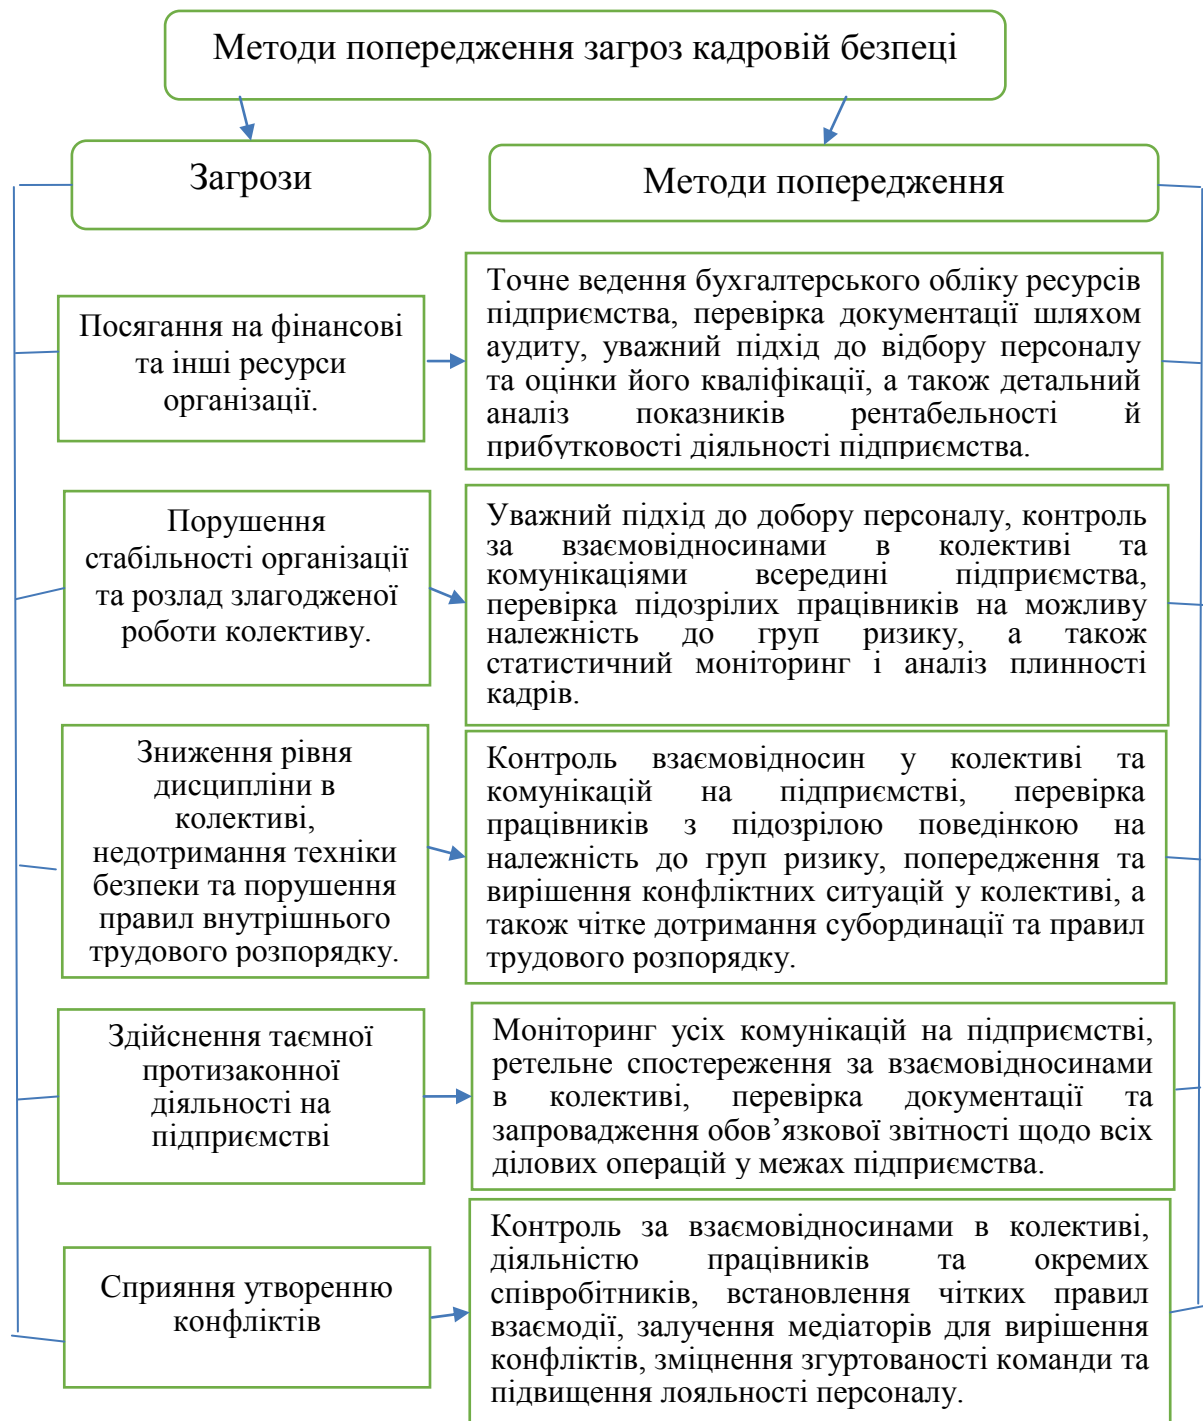 Методи попередження загроз кадровій безпеці
Загрози
Методи попередження
Посягання на фінансові
та інші ресурси
організації.
Точне ведення бухгалтерського обліку ресурсів
підприємства, перевірка документації шляхом
аудиту, уважний підхід до відбору персоналу
та оцінки його кваліфікації, а також детальний
аналіз показників рентабельності й
прибутковості діяльності підприємства.
Порушення
стабільності організації
та розлад злагодженої
роботи колективу.
Уважний підхід до добору персоналу, контроль
за взаємовідносинами в колективі та
комунікаціями всередині підприємства,
перевірка підозрілих працівників на можливу
належність до груп ризику, а також
статистичний моніторинг і аналіз плинності
кадрів.
Зниження рівня
дисципліни в
колективі,
недотримання техніки
безпеки та порушення
правил внутрішнього
трудового розпорядку.
Контроль взаємовідносин у колективі та
комунікацій на підприємстві, перевірка
працівників з підозрілою поведінкою на
належність до груп ризику, попередження та
вирішення конфліктних ситуацій у колективі, а
також чітке дотримання субординації та правил
трудового розпорядку.
Здійснення таємної
протизаконної
діяльності на
підприємстві
Моніторинг усіх комунікацій на підприємстві,
ретельне спостереження за взаємовідносинами
в колективі, перевірка документації та
запровадження обов’язкової звітності щодо всіх
ділових операцій у межах підприємства.
Сприяння утворенню
конфліктів
Контроль за взаємовідносинами в колективі,
діяльністю працівників та окремих
співробітників, встановлення чітких правил
взаємодії, залучення медіаторів для вирішення
конфліктів, зміцнення згуртованості команди та
підвищення лояльності персоналу.